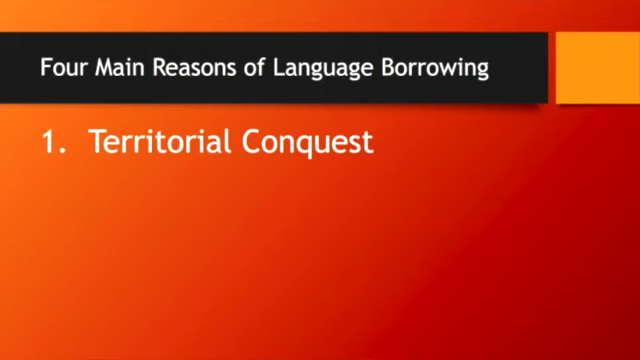 Four Main Reasons of Language Borrowing
1. Territorial Conquest